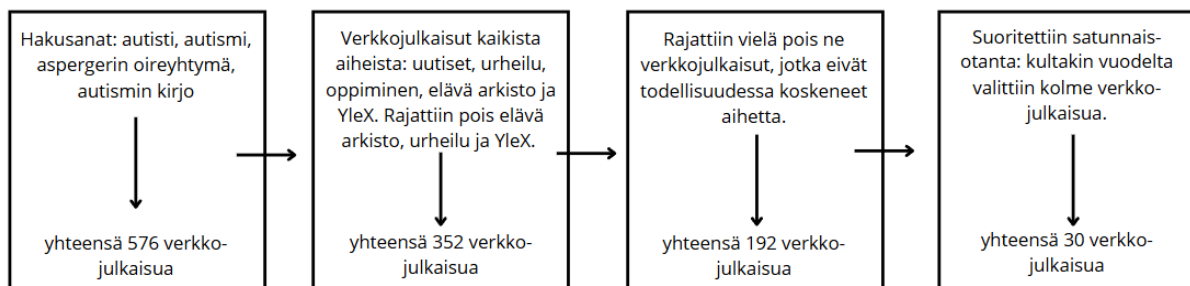 Hakusanat: autisti, autismi,
aspergerin oireyhtymä,
autismin kirjo
yhteensä 576 verkko-
julkaisua
Verkkojulkaisut kaikista
aiheista: uutiset, urheilu,
oppiminen, elävä arkisto ja
YleX. Rajattiin pois elävä
arkisto, urheilu ja YleX.
yhteensä 352 verkko-
julkaisua
Rajattiin vielä pois ne
verkkojulkaisut, jotka eivät
todellisuudessa koskeneet
aihetta.
yhteensä 192 verkko-
julkaisua
Suoritettiin satunnais-
otanta: kultakin vuodelta
valittiin kolme verkko-
julkaisua.
yhteensä 30 verkko-
julkaisua